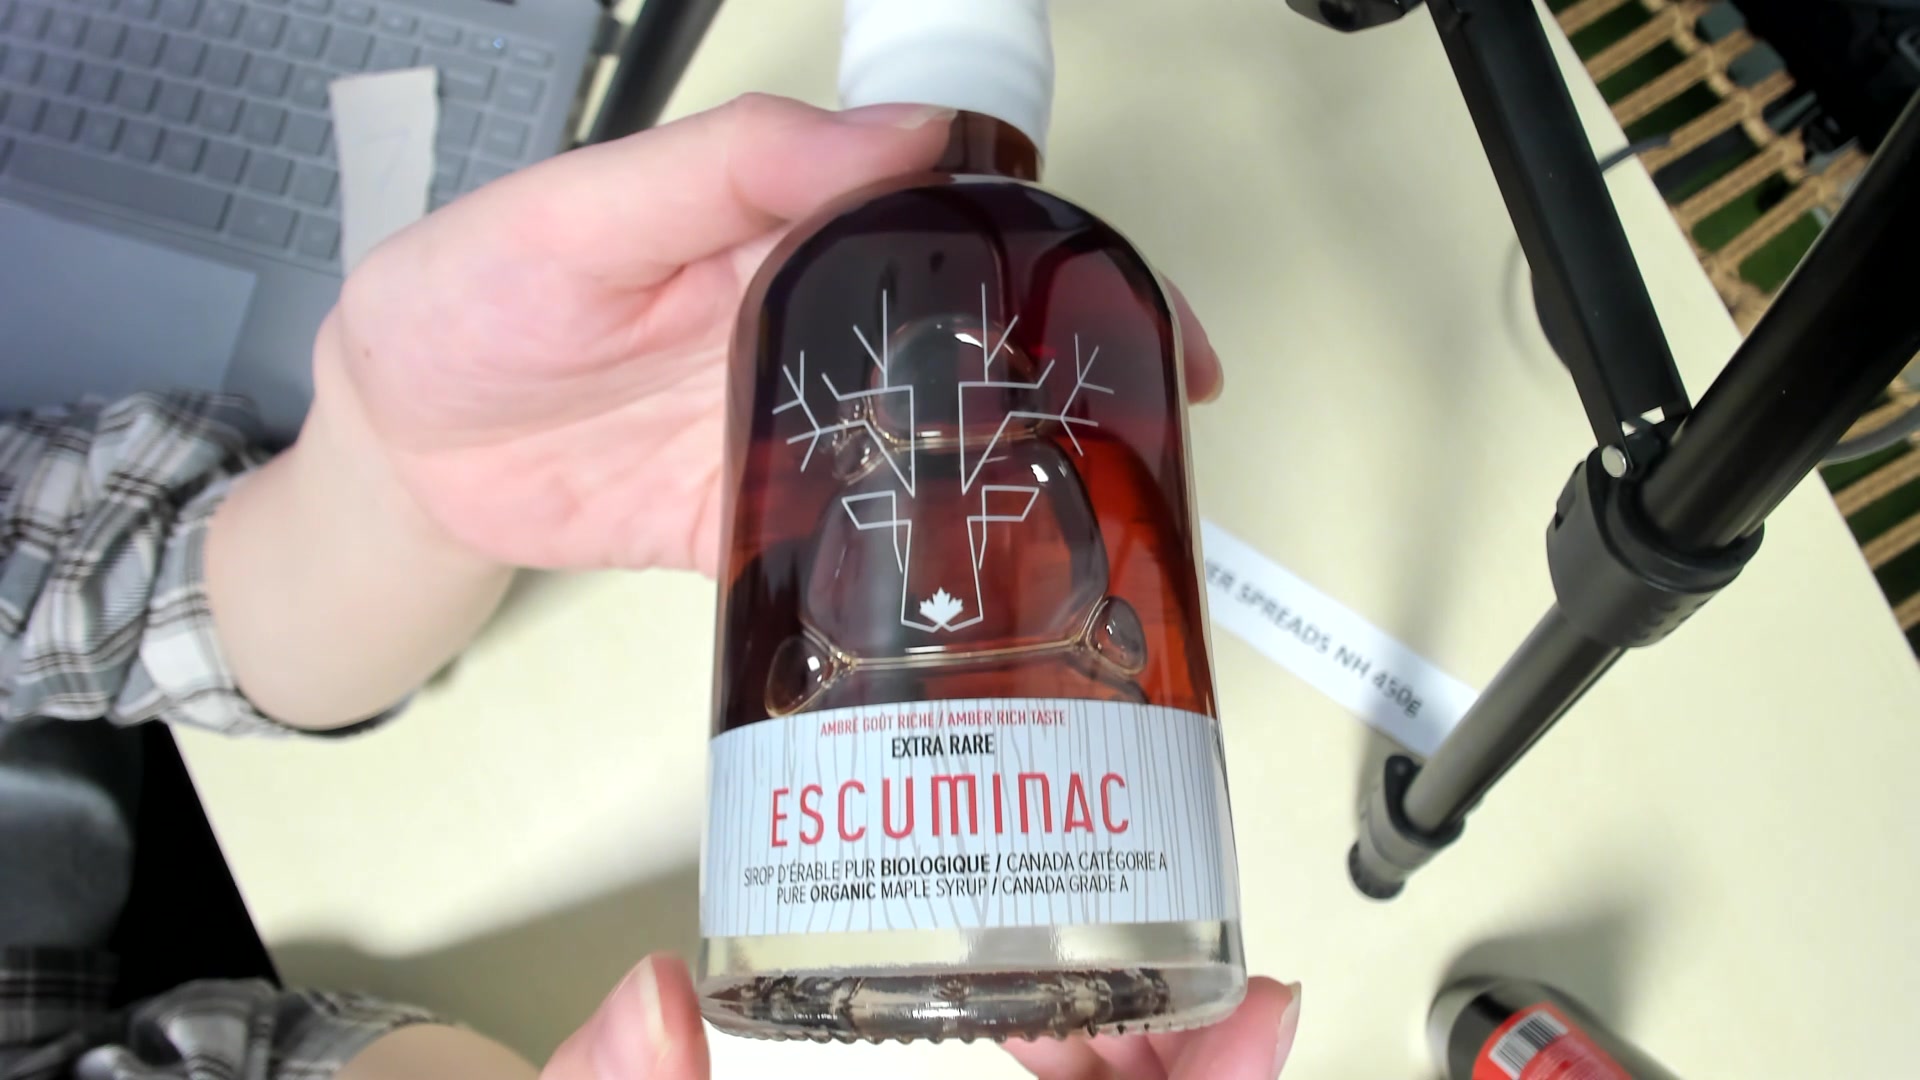 AMBRÉ GOÛT RICHE / AMBER RICH TASTE
EXTRA RARE
ESCUMINAC
SIROP D'ÉRABLE PUR BIOLOGIQUE / CANADA CATÉGORIE A
PURE ORGANIC MAPLE SYRUP / CANADA GRADE A
SPREADS NH 450g